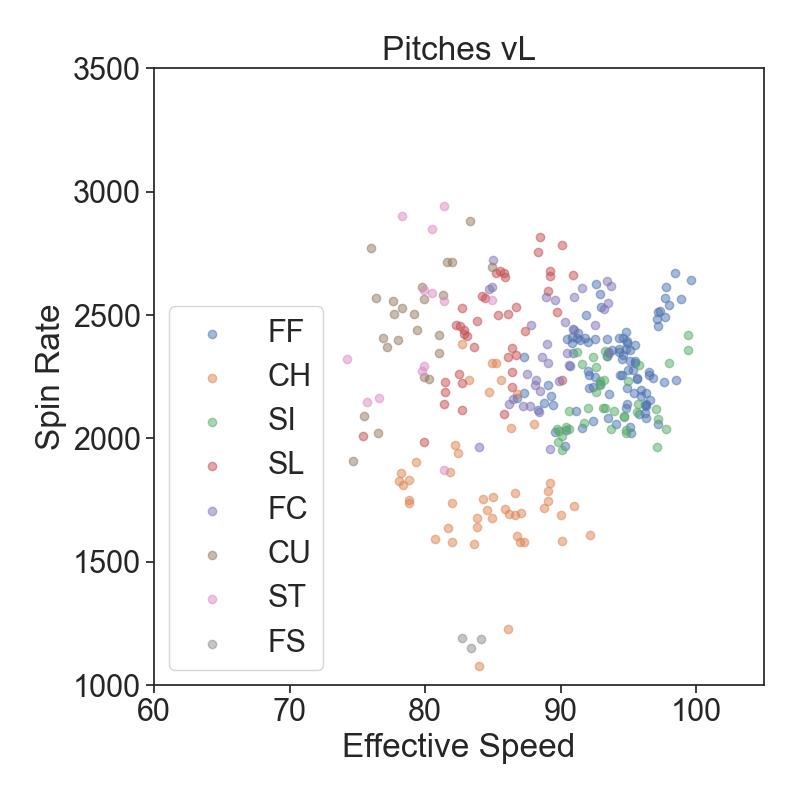 Pitches vL
3500
3000
2500
2000
1500
1000
Spin Rate
FF
CH
SI
SL
FC
CU
ST
FS
60 70 80 90 100
Effective Speed